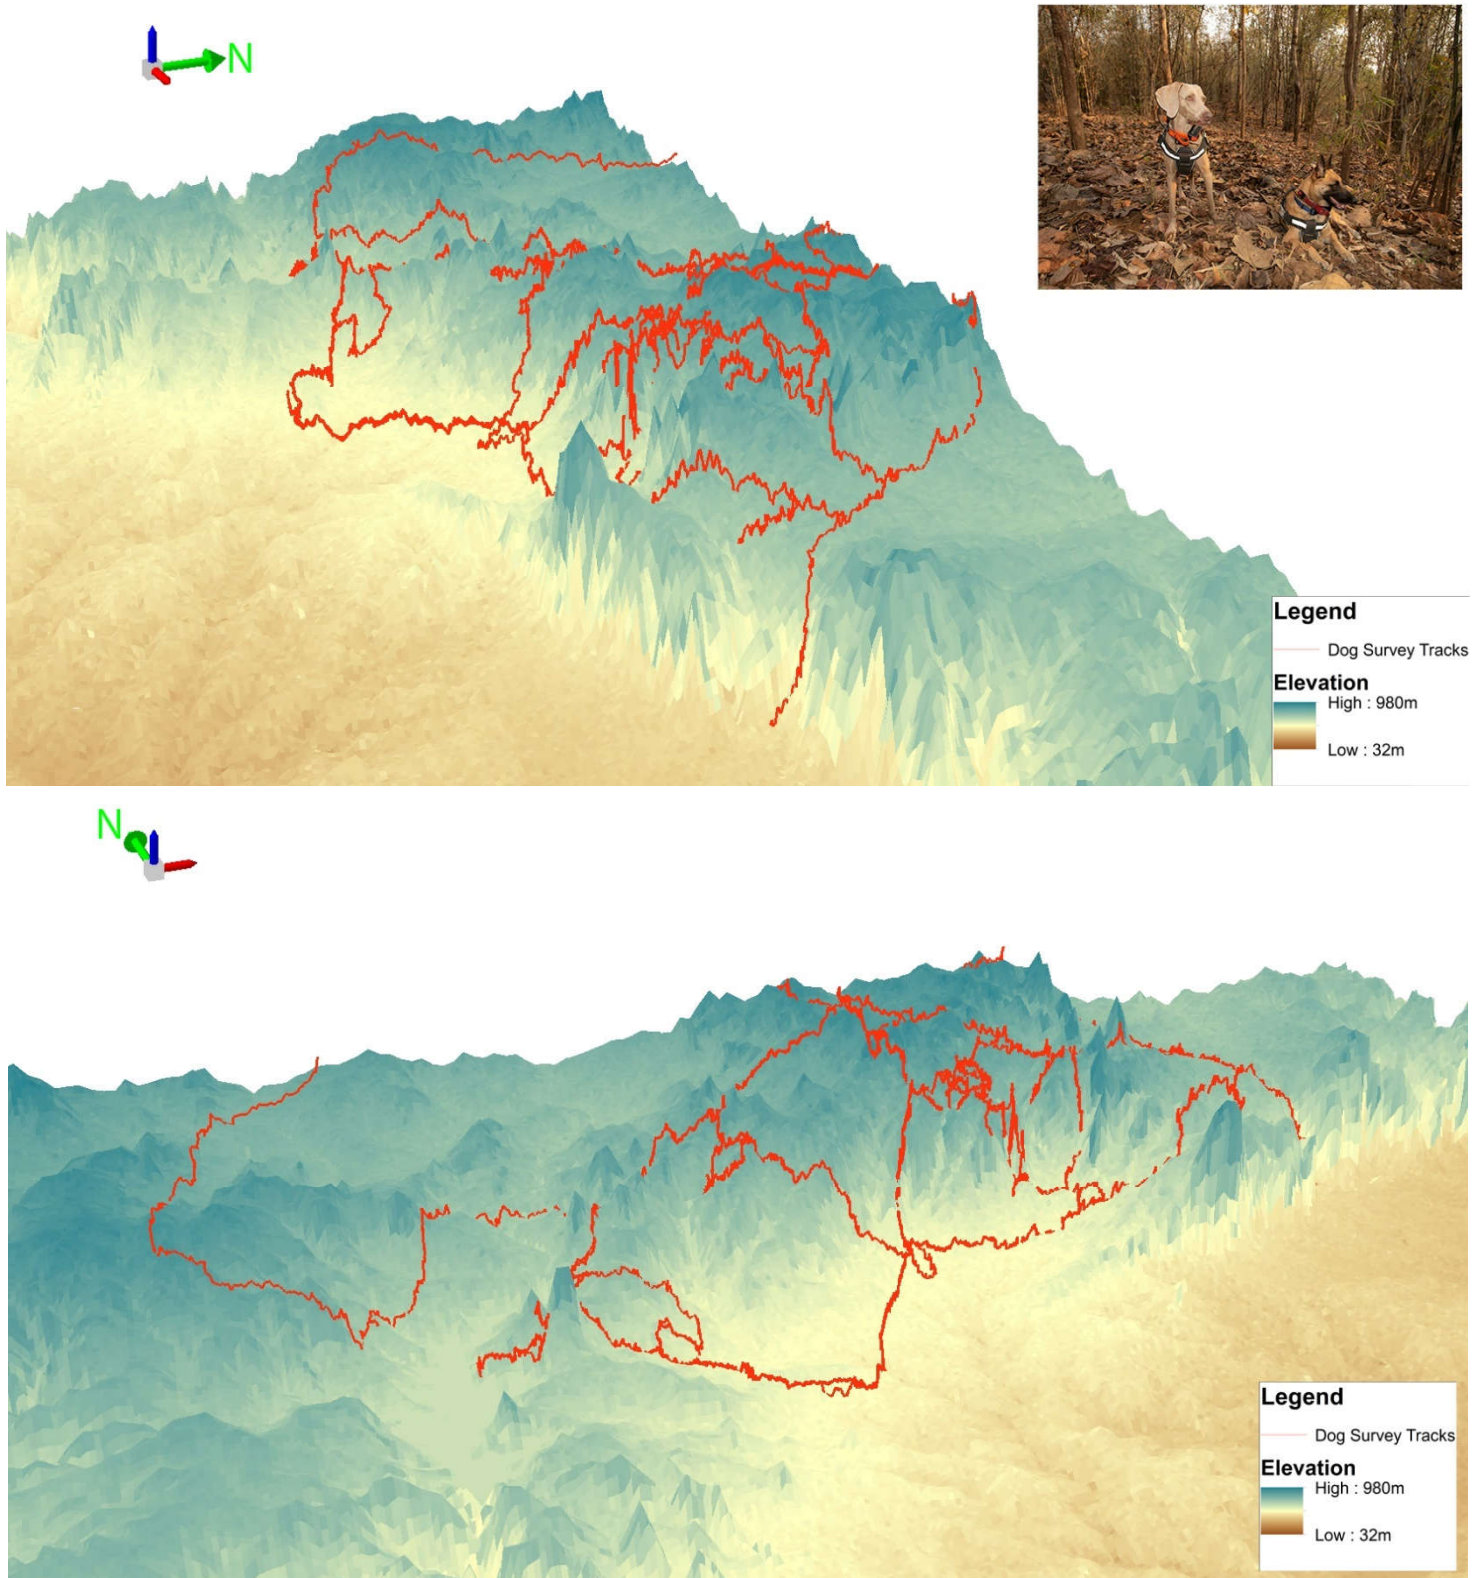 N
Legend
Dog Survey Tracks
Elevation
High : 980m
Low : 32m
N
Legend
Dog Survey Tracks
Elevation
High : 980m
Low : 32m